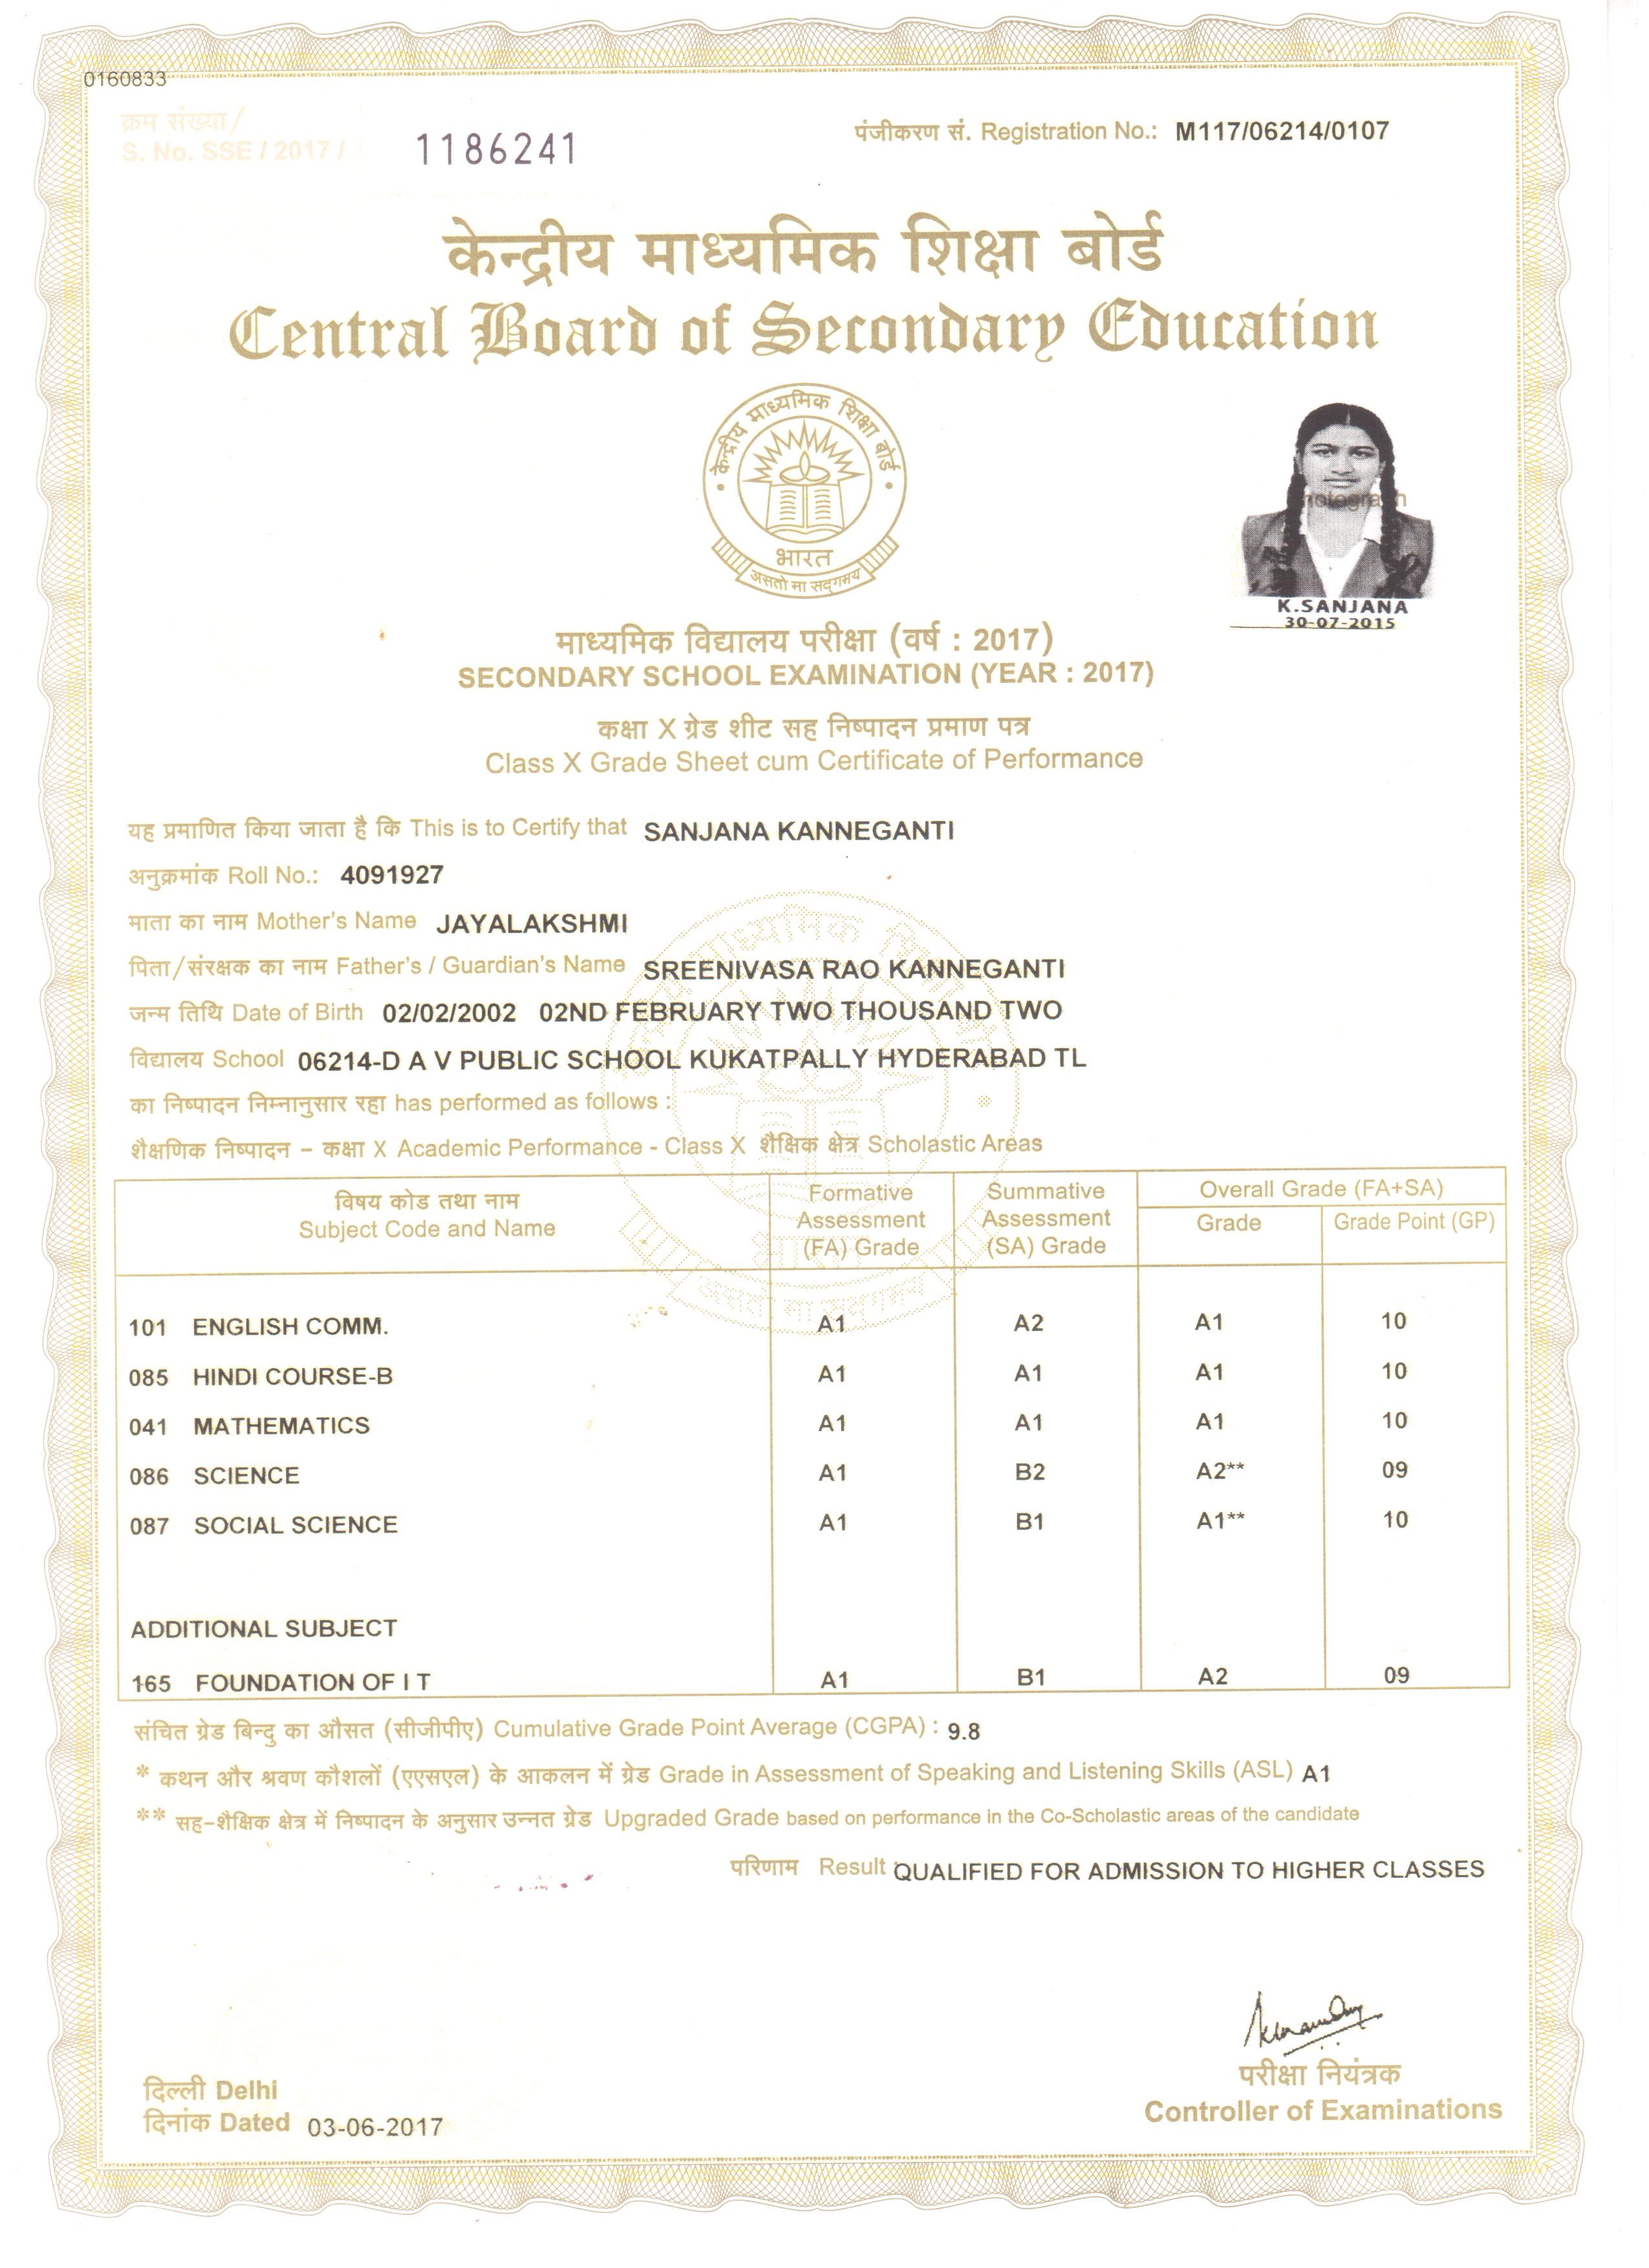 0160833
क्रम संख्या/
S. No. SSE / 2017 /
1186241
पंजीकरण सं. Registration No.: M117/06214/0107
केन्द्रीय माध्यमिक शिक्षा बोर्ड
Central Board of Secondary Education
केन्द्रीय माध्यमिक शिक्षा बोर्ड
भारत
असतो मा सद्गमय
K.SANJANA
30-07-2015
माध्यमिक विद्यालय परीक्षा (वर्ष : 2017)
SECONDARY SCHOOL EXAMINATION (YEAR : 2017)
कक्षा X ग्रेड शीट सह निष्पादन प्रमाण पत्र
Class X Grade Sheet cum Certificate of Performance
यह प्रमाणित किया जाता है कि This is to Certify that SANJANA KANNEGANTI
अनुक्रमांक Roll No.: 4091927
माता का नाम Mother's Name JAYALAKSHMI
पिता/संरक्षक का नाम Father's / Guardian's Name SREENIVASA RAO KANNEGANTI
जन्म तिथि Date of Birth 02/02/2002 02ND FEBRUARY TWO THOUSAND TWO
विद्यालय School 06214-D A V PUBLIC SCHOOL KUKATPALLY HYDERABAD TL
का निष्पादन निम्नानुसार रहा has performed as follows :
शैक्षणिक निष्पादन – कक्षा X Academic Performance - Class X शैक्षिक क्षेत्र Scholastic Areas
विषय कोड तथा नाम
Subject Code and Name
Formative
Assessment
(FA) Grade
Summative
Assessment
(SA) Grade
Overall Grade (FA+SA)
Grade Grade Point (GP)
101 ENGLISH COMM. A1 A2 A1 10
085 HINDI COURSE-B A1 A1 A1 10
041 MATHEMATICS A1 A1 A1 10
086 SCIENCE A1 B2 A2** 09
087 SOCIAL SCIENCE A1 B1 A1** 10
ADDITIONAL SUBJECT
165 FOUNDATION OF I T A1 B1 A2 09
संचित ग्रेड बिन्दु का औसत (सीजीपीए) Cumulative Grade Point Average (CGPA) : 9.8
* कथन और श्रवण कौशलों (एएसएल) के आकलन में ग्रेड Grade in Assessment of Speaking and Listening Skills (ASL) A1
** सह-शैक्षिक क्षेत्र में निष्पादन के अनुसार उन्नत ग्रेड Upgraded Grade based on performance in the Co-Scholastic areas of the candidate
परिणाम Result QUALIFIED FOR ADMISSION TO HIGHER CLASSES
परीक्षा नियंत्रक
Controller of Examinations
दिल्ली Delhi
दिनांक Dated 03-06-2017